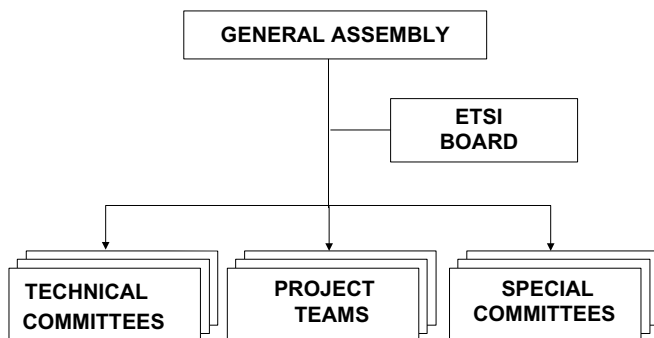 GENERAL ASSEMBLY
ETSI
BOARD
TECHNICAL
COMMITTEES
PROJECT
TEAMS
SPECIAL
COMMITTEES